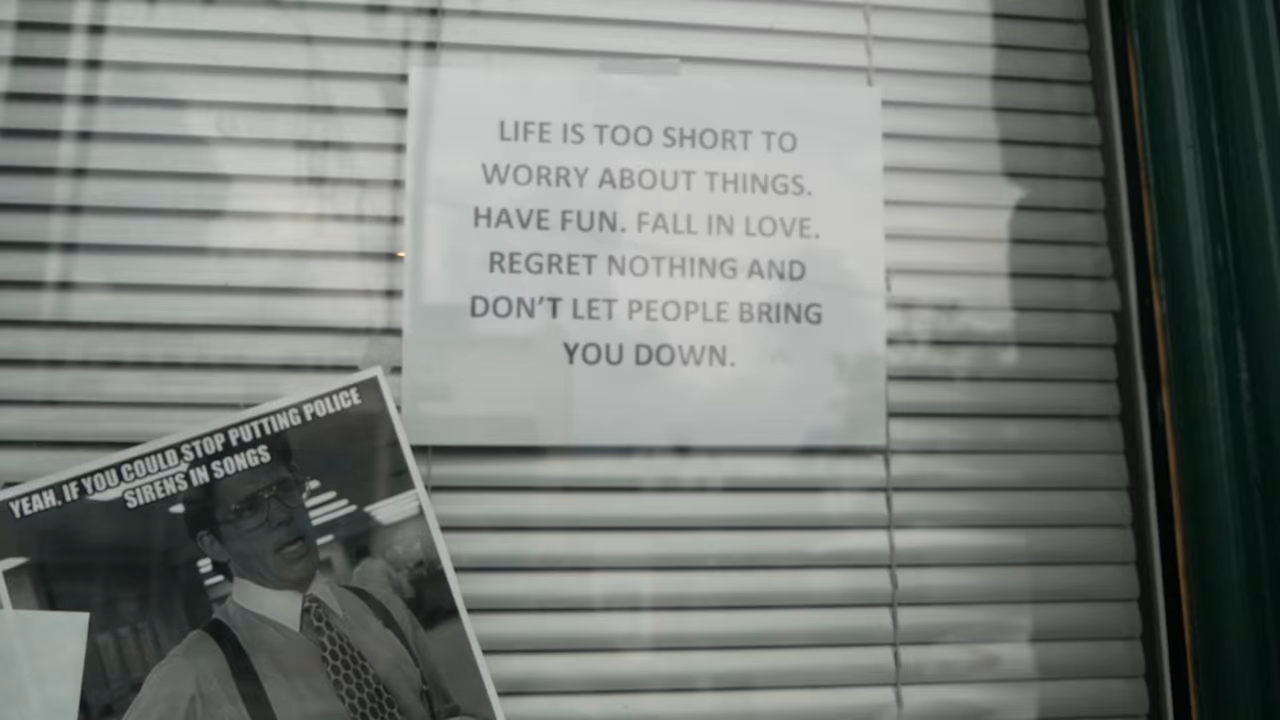 LIFE IS TOO SHORT TO
WORRY ABOUT THINGS.
HAVE FUN. FALL IN LOVE.
REGRET NOTHING AND
DON'T LET PEOPLE BRING
YOU DOWN.
YEAH, IF YOU COULD STOP PUTTING POLICE
SIRENS IN SONGS